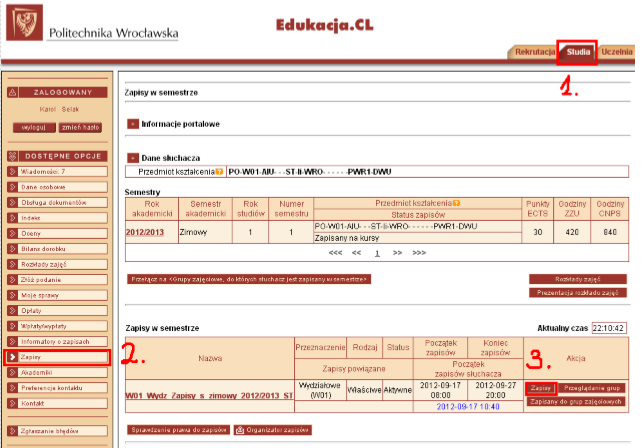 Politechnika Wrocławska
Edukacja.CL
Rekrutacja Studia Uczelnia
1.
ZALOGOWANY
Karol Selak
wyloguj zmień hasło
DOSTĘPNE OPCJE
Wiadomości: 7
Dane osobowe
Obsługa dokumentów
Indeks
Oceny
Bilans dorobku
Rozkłady zajęć
Złóż podanie
Moje sprawy
Opłaty
Wpłaty/wypłaty
Informatory o zapisach
Zapisy
Akademiki
Preferencje kontaktu
Kontakt
Zgłaszanie błędów
Zapisy w semestrze
Informacje portalowe
Dane słuchacza
Przedmiot kształcenia PO-W01-AIU- - -ST-II-WRO- - - - - -PWR1-DWU
Semestry
Rok akademicki Semestr akademicki Rok studiów Numer semestru Przedmiot kształcenia Status zapisów Punkty ECTS Godziny ZZU Godziny CNPS
2012/2013 Zimowy 1 1 PO-W01-AIU- - -ST-II-WRO- - - - - -PWR1-DWU 30 420 840
Zapisany na kursy
<<< << 1 >> >>>
Przełącz na <Grupy zajęciowe, do których słuchacz jest zapisany w semestrze>
Rozkłady zajęć
Prezentacja rozkładu zajęć
Zapisy w semestrze
Aktualny czas 22:10:42
2.
3.
Nazwa Przeznaczenie Rodzaj Status Początek zapisów Koniec zapisów Akcja
Zapisy powiązane Początek zapisów słuchacza
W01 Wydz Zapisy s zimowy 2012/2013 ST Wydziałowe (W01) Właściwe Aktywne 2012-09-17 08:00 2012-09-27 20:00 Zapisy Przeglądanie grup
2012-09-17 10:40 Zapisany do grup zajęciowych
Sprawdzenie prawa do zapisów Organizator zapisów